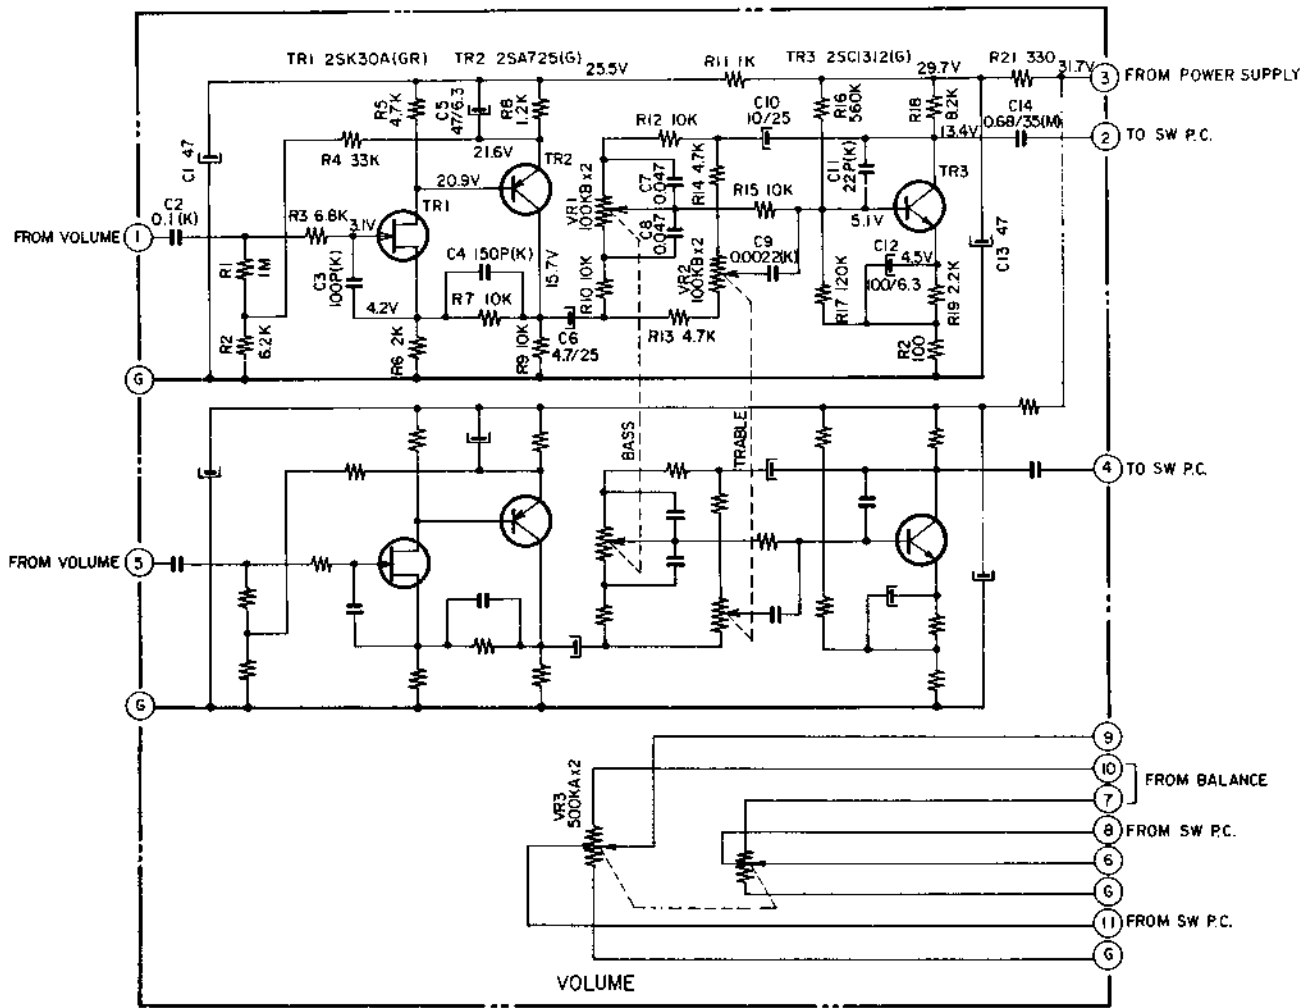 TR1 2SK30A(GR)
TR2 2SA725(G)
25.5V
R11 1K
TR3 2SC1312(G)
29.7V
R21 330
31.7V
3
FROM POWER SUPPLY
R5
4.7K
C5
47/6.3
R8
1.2K
C10
10/25
R16
560K
R18
8.2K
C14
0.68/35(M)
2
TO SW P.C.
C1 47
R4 33K
21.6V
TR2
R12 10K
13.4V
C11
22P(K)
TR3
20.9V
C7
0.047
R14 4.7K
C2
0.1(K)
FROM VOLUME
1
R3 6.8K
3.1V
TR1
VR1
100KB x2
C8
0.047
R15 10K
5.1V
R1
1M
C3
100P(K)
C4 150P(K)
15.7V
VR2
100KB x2
C9
0.0022(K)
C12
100/6.3
4.5V
C13 47
R7 10K
R10 10K
R17 120K
R19 2.2K
4.2V
R2
6.2K
R6 2K
R9 10K
C6
4.7/25
R13 4.7K
R2
100
G
BASS
TRABLE
4
TO SW P.C.
FROM VOLUME
5
G
9
10
FROM BALANCE
7
VR3
500KA x2
8
FROM SW P.C.
6
G
11
FROM SW P.C.
G
VOLUME